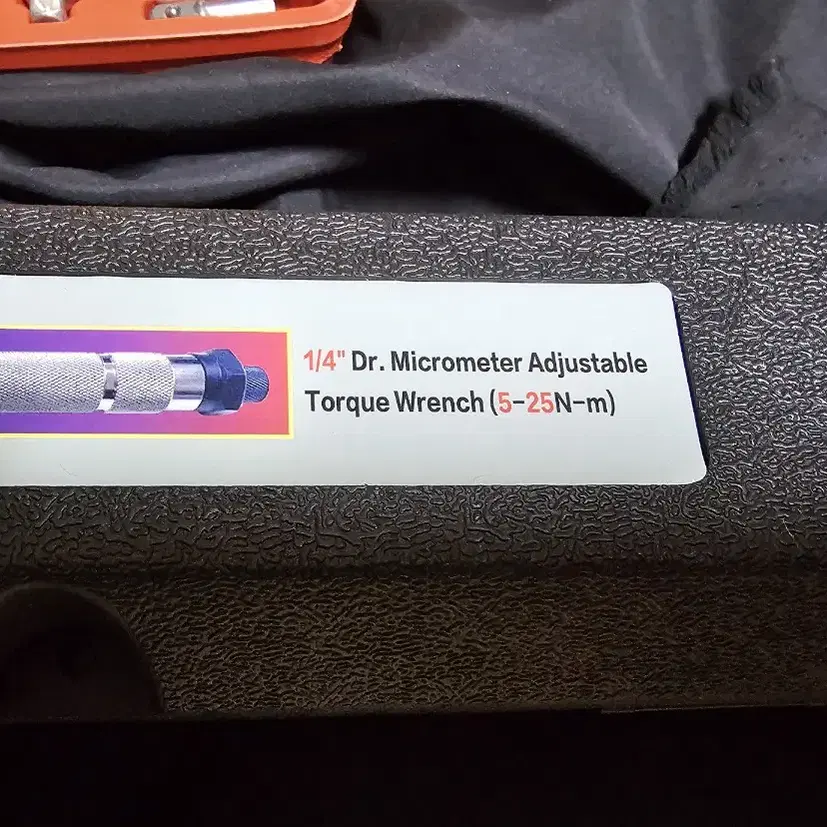 1/4" Dr. Micrometer Adjustable
Torque Wrench (5-25N-m)